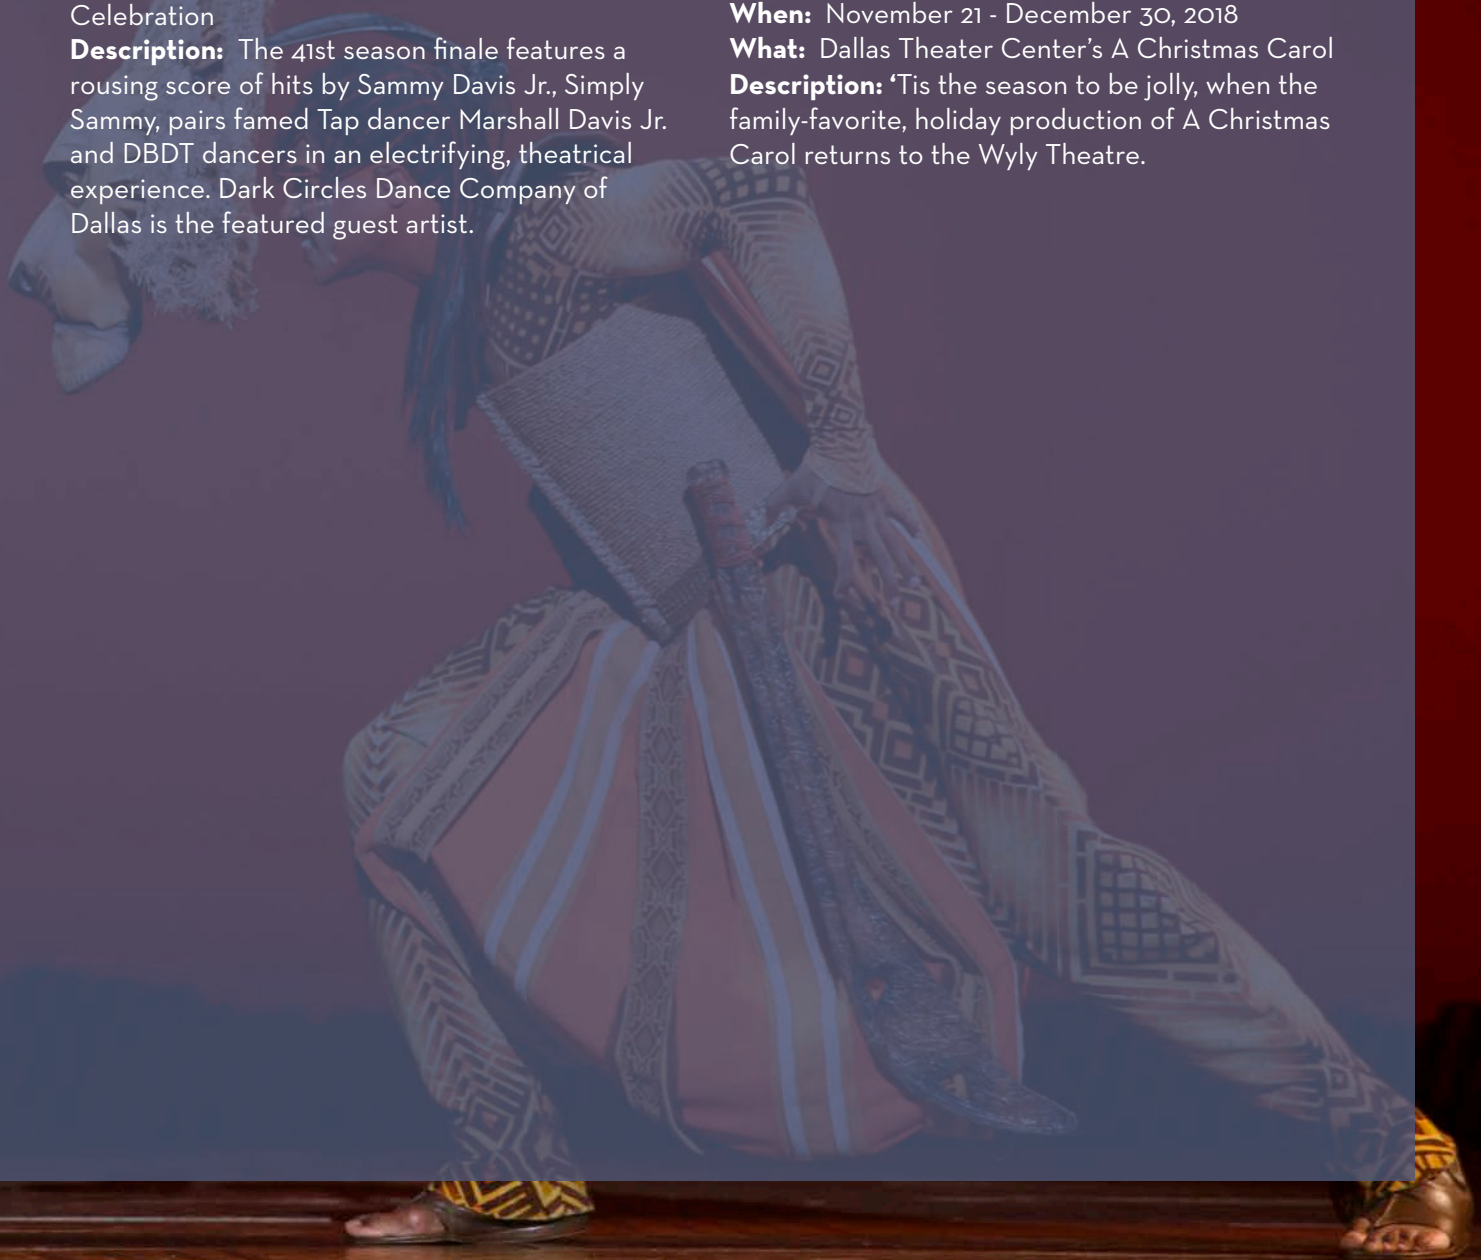 Celebration
Description: The 41st season finale features a
rousing score of hits by Sammy Davis Jr., Simply
Sammy, pairs famed Tap dancer Marshall Davis Jr.
and DBDT dancers in an electrifying, theatrical
experience. Dark Circles Dance Company of
Dallas is the featured guest artist.
When: November 21 - December 30, 2018
What: Dallas Theater Center’s A Christmas Carol
Description: ‘Tis the season to be jolly, when the
family-favorite, holiday production of A Christmas
Carol returns to the Wyly Theatre.